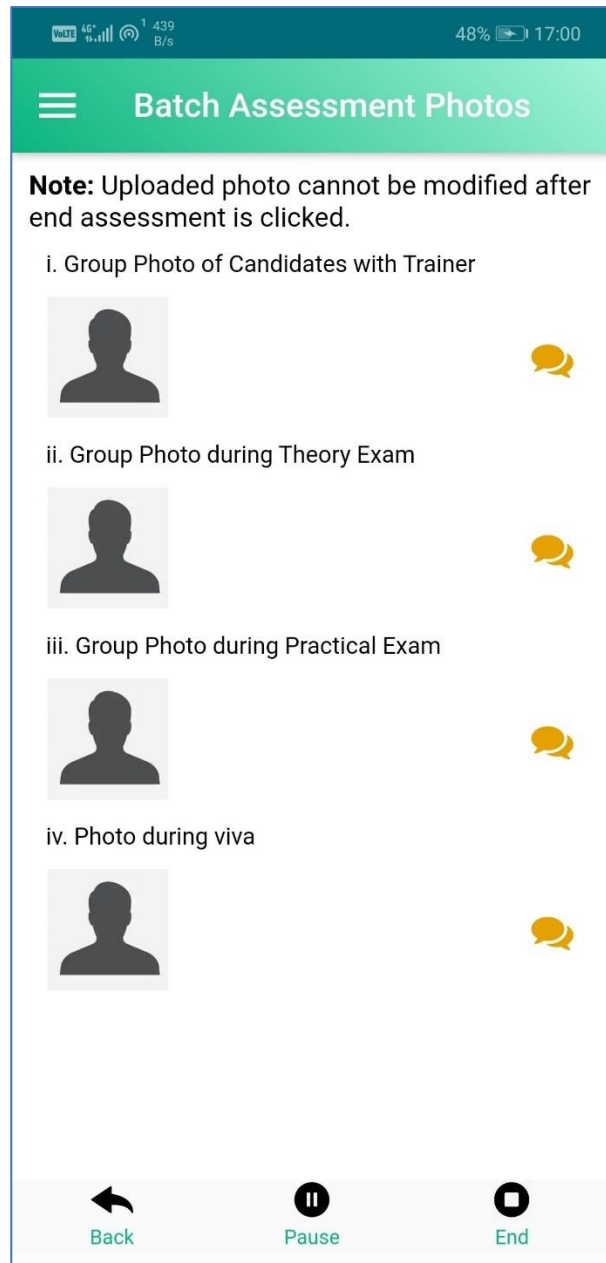 VoLTE 4G+ 1 439 B/s 48% 17:00
Batch Assessment Photos
Note: Uploaded photo cannot be modified after
end assessment is clicked.
i. Group Photo of Candidates with Trainer
ii. Group Photo during Theory Exam
iii. Group Photo during Practical Exam
iv. Photo during viva
Back Pause End